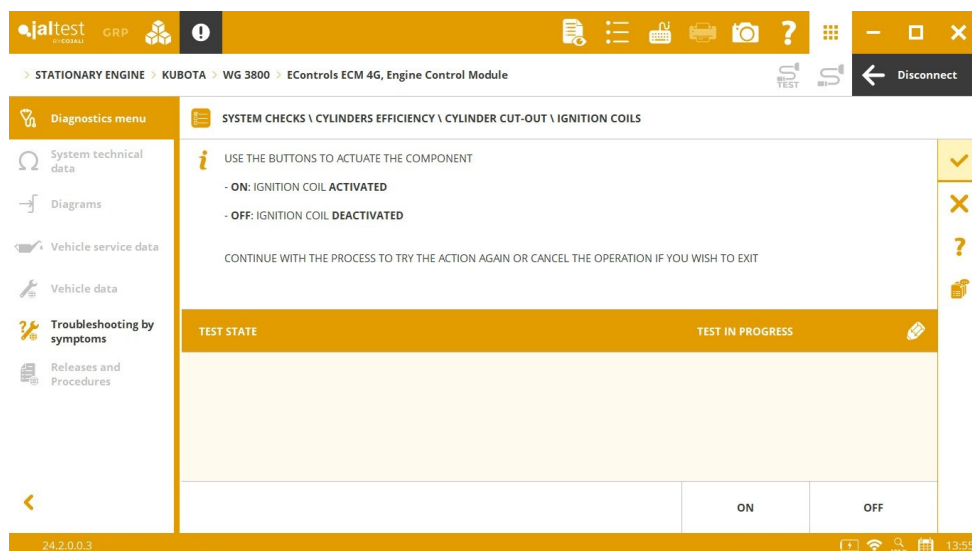 jaltest GRP
BY COJALI
> STATIONARY ENGINE > KUBOTA > WG 3800 > EControls ECM 4G, Engine Control Module
TEST
Disconnect
Diagnostics menu
System technical
data
Diagrams
Vehicle service data
Vehicle data
Troubleshooting by
symptoms
Releases and
Procedures
SYSTEM CHECKS \ CYLINDERS EFFICIENCY \ CYLINDER CUT-OUT \ IGNITION COILS
USE THE BUTTONS TO ACTUATE THE COMPONENT
- ON: IGNITION COIL ACTIVATED
- OFF: IGNITION COIL DEACTIVATED
CONTINUE WITH THE PROCESS TO TRY THE ACTION AGAIN OR CANCEL THE OPERATION IF YOU WISH TO EXIT
TEST STATE TEST IN PROGRESS
ON OFF
24.2.0.0.3
13:55